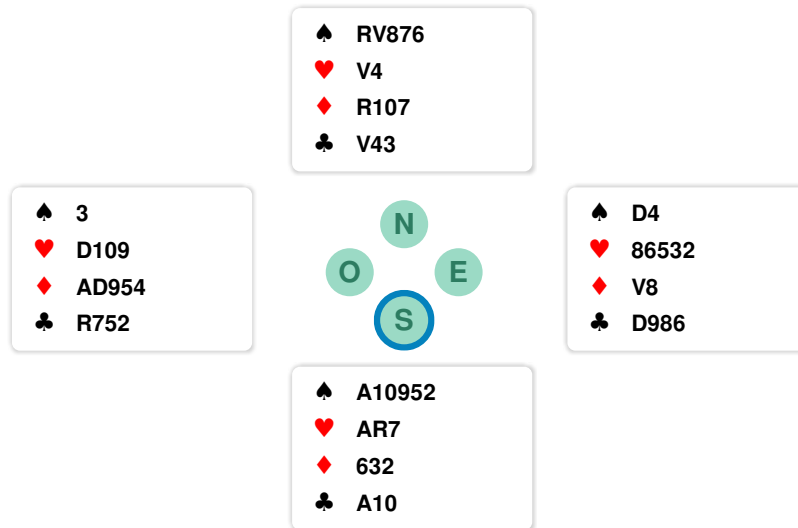 ♠ RV876
♥ V4
♦ R107
♣ V43
♠ 3
♥ D109
♦ AD954
♣ R752
N
O E
S
♠ D4
♥ 86532
♦ V8
♣ D986
♠ A10952
♥ AR7
♦ 632
♣ A10